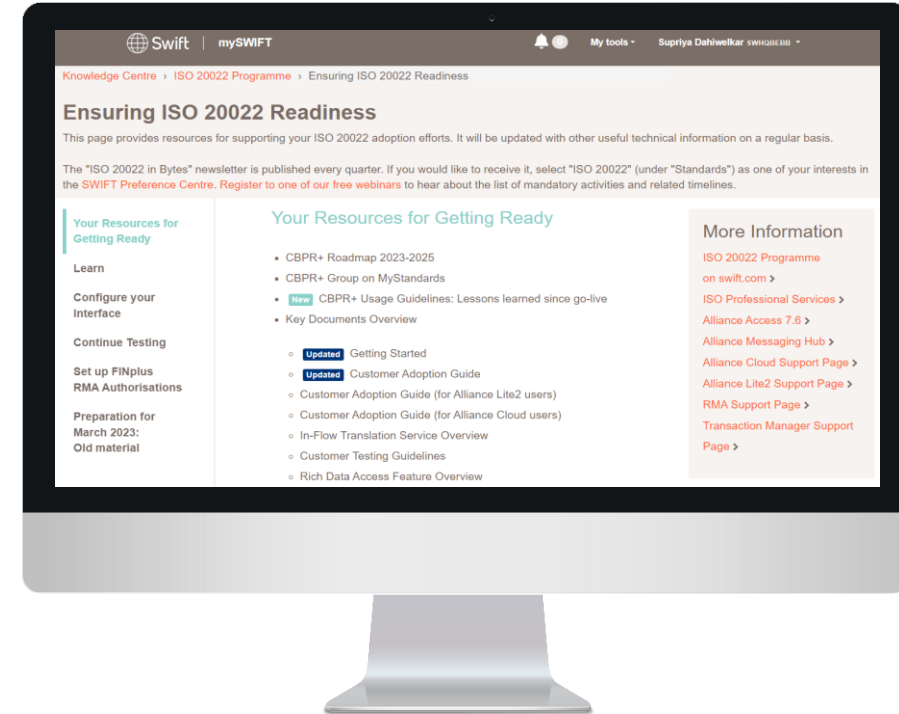 Swift | mySWIFT
0
My tools
Supriya Dahiwelkar SWHQBEBB
Knowledge Centre › ISO 20022 Programme › Ensuring ISO 20022 Readiness
Ensuring ISO 20022 Readiness
This page provides resources for supporting your ISO 20022 adoption efforts. It will be updated with other useful technical information on a regular basis.
The "ISO 20022 in Bytes" newsletter is published every quarter. If you would like to receive it, select "ISO 20022" (under "Standards") as one of your interests in
the SWIFT Preference Centre. Register to one of our free webinars to hear about the list of mandatory activities and related timelines.
Your Resources for
Getting Ready
Learn
Configure your
Interface
Continue Testing
Set up FINplus
RMA Authorisations
Preparation for
March 2023:
Old material
Your Resources for Getting Ready
• CBPR+ Roadmap 2023-2025
• CBPR+ Group on MyStandards
• New CBPR+ Usage Guidelines: Lessons learned since go-live
• Key Documents Overview
◦ Updated Getting Started
◦ Updated Customer Adoption Guide
◦ Customer Adoption Guide (for Alliance Lite2 users)
◦ Customer Adoption Guide (for Alliance Cloud users)
◦ In-Flow Translation Service Overview
◦ Customer Testing Guidelines
◦ Rich Data Access Feature Overview
More Information
ISO 20022 Programme
on swift.com ›
ISO Professional Services ›
Alliance Access 7.6 ›
Alliance Messaging Hub ›
Alliance Cloud Support Page ›
Alliance Lite2 Support Page ›
RMA Support Page ›
Transaction Manager Support
Page ›